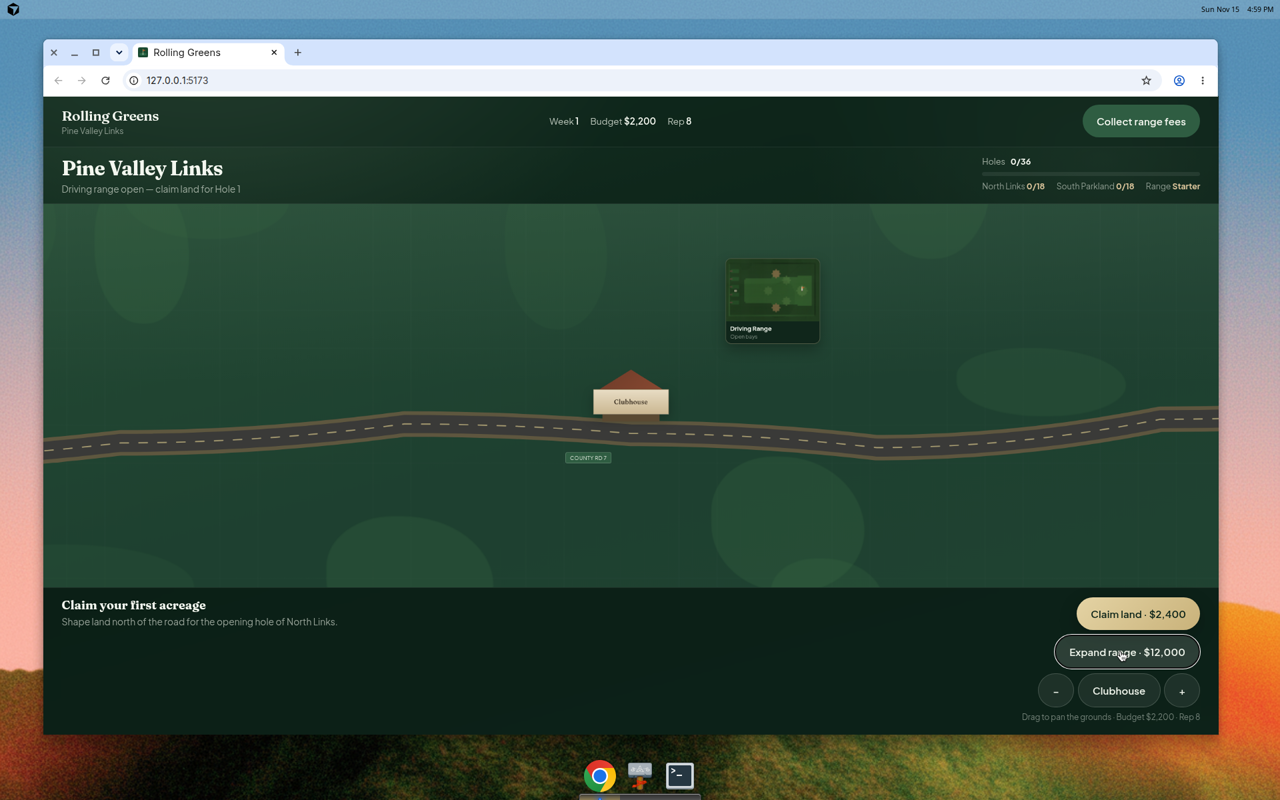 Sun Nov 15 4:59 PM
Rolling Greens
127.0.0.1:5173
Rolling Greens
Pine Valley Links
Week 1 Budget $2,200 Rep 8
Collect range fees
Pine Valley Links
Driving range open — claim land for Hole 1
Holes 0/36
North Links 0/18 South Parkland 0/18 Range Starter
Driving Range
Open bays
Clubhouse
COUNTY RD 7
Claim your first acreage
Shape land north of the road for the opening hole of North Links.
Claim land · $2,400
Expand range · $12,000
– Clubhouse +
Drag to pan the grounds · Budget $2,200 · Rep 8